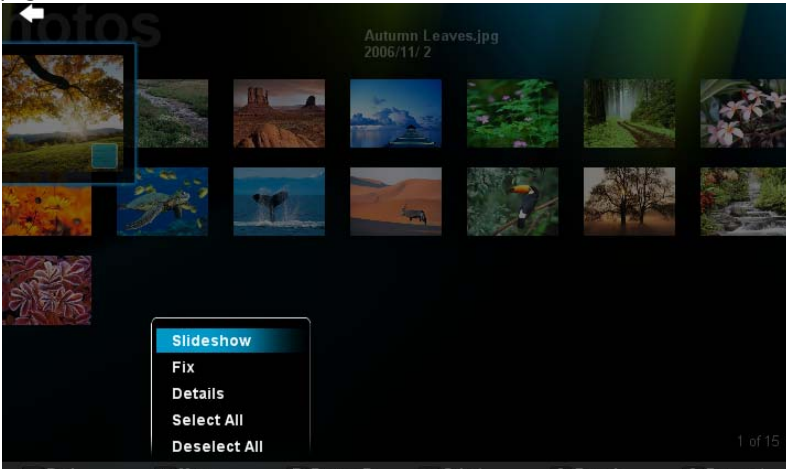 hotos
Autumn Leaves.jpg
2006/11/ 2
Slideshow
Fix
Details
Select All
Deselect All
1 of 15